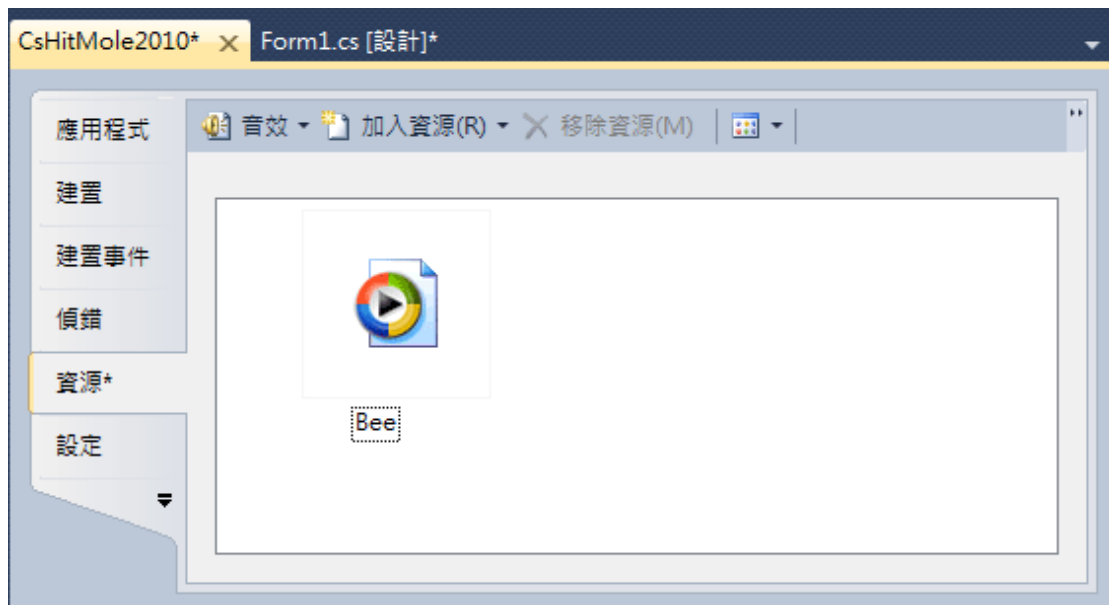 CsHitMole2010* Form1.cs [設計]*
音效 加入資源(R) 移除資源(M)
應用程式
建置
建置事件
偵錯
資源*
設定
Bee